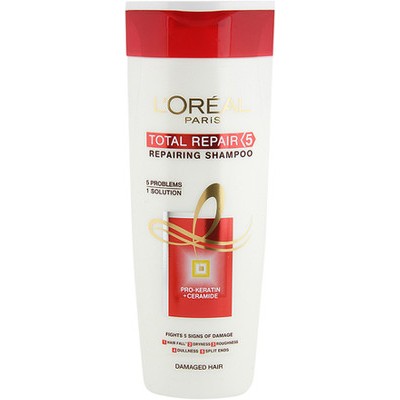 L'ORÉAL
PARIS
TOTAL REPAIR 5
REPAIRING SHAMPOO
5 PROBLEMS
1 SOLUTION
PRO-KERATIN
+ CERAMIDE
FIGHTS 5 SIGNS OF DAMAGE
1 HAIR FALL* 2 DRYNESS 3 ROUGHNESS
4 DULLNESS 5 SPLIT ENDS
DAMAGED HAIR